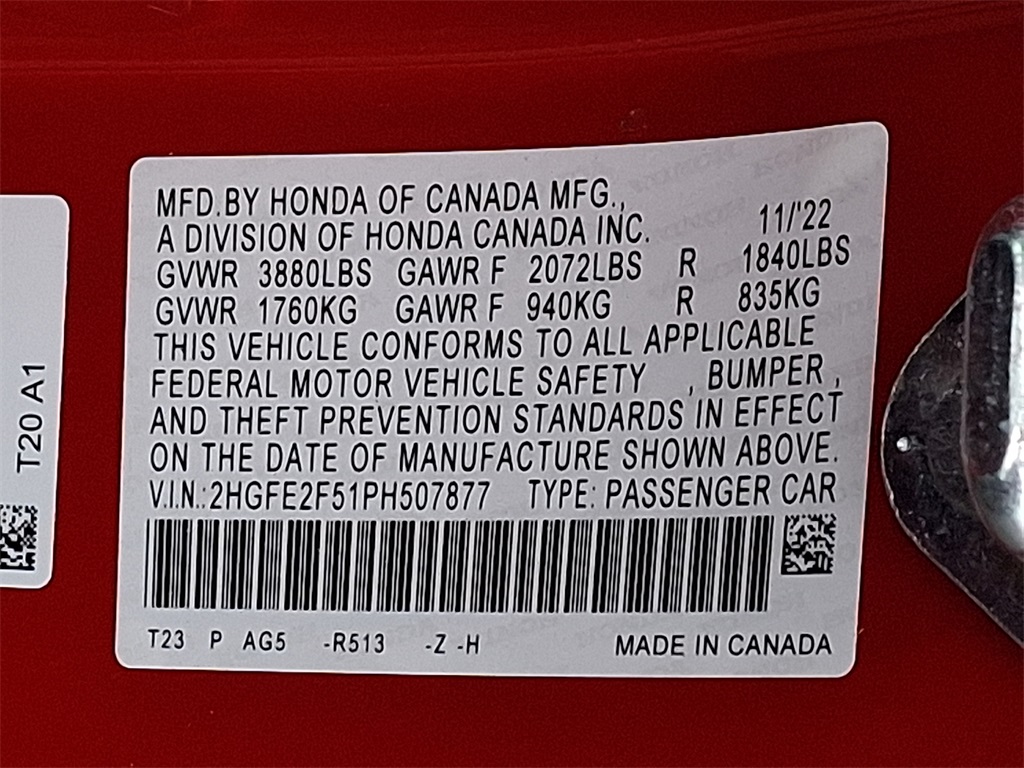 MFD.BY HONDA OF CANADA MFG.,
A DIVISION OF HONDA CANADA INC. 11/'22
GVWR 3880LBS GAWR F 2072LBS R 1840LBS
GVWR 1760KG GAWR F 940KG R 835KG
THIS VEHICLE CONFORMS TO ALL APPLICABLE
FEDERAL MOTOR VEHICLE SAFETY , BUMPER ,
AND THEFT PREVENTION STANDARDS IN EFFECT
ON THE DATE OF MANUFACTURE SHOWN ABOVE.
V.I.N.:2HGFE2F51PH507877 TYPE: PASSENGER CAR
T23 P AG5 -R513 -Z -H MADE IN CANADA
T20 A1